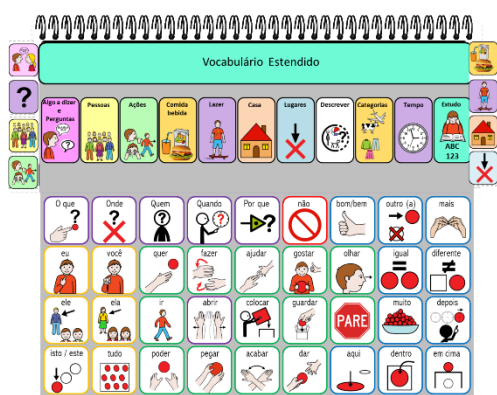 Vocabulário Estendido
Algo a dizer
e
Perguntas
Pessoas
Ações
Comida
bebida
Lazer
Casa
Lugares
Descrever
Categorias
Tempo
Estudo
ABC
123
O que
Onde
Quem
Quando
Por que
não
bom/bem
outro (a)
mais
eu
você
quer
fazer
ajudar
gostar
olhar
igual
diferente
ele
ela
ir
abrir
colocar
guardar
PARE
muito
depois
isto / este
tudo
poder
pegar
acabar
dar
aqui
dentro
em cima